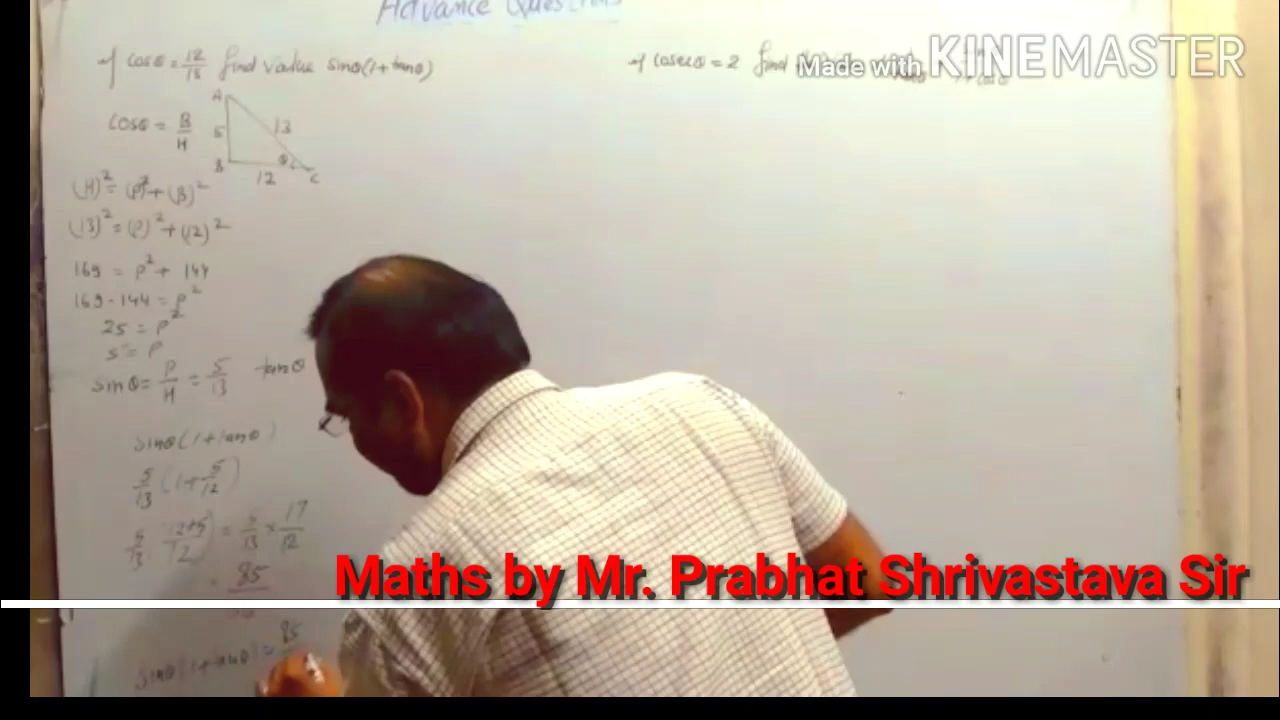 Advance Questions
If cosθ = 12/13 find value sinθ(1+tanθ)
cosθ = B/H
A
5
13
B
θ
12
C
(H)² = (P)² + (B)²
(13)² = (P)² + (12)²
169 = P² + 144
169 - 144 = P²
25 = P²
5 = P
sinθ = P/H = 5/13 tanθ
sinθ(1+tanθ)
5/13 (1+5/12)
5/13 (12+5/12) = 5/13 × 17/12
= 85
sinθ(1+tanθ) = 85
If cosecθ = 2 find
1+cosθ
Made with KINEMASTER
Maths by Mr. Prabhat Shrivastava Sir